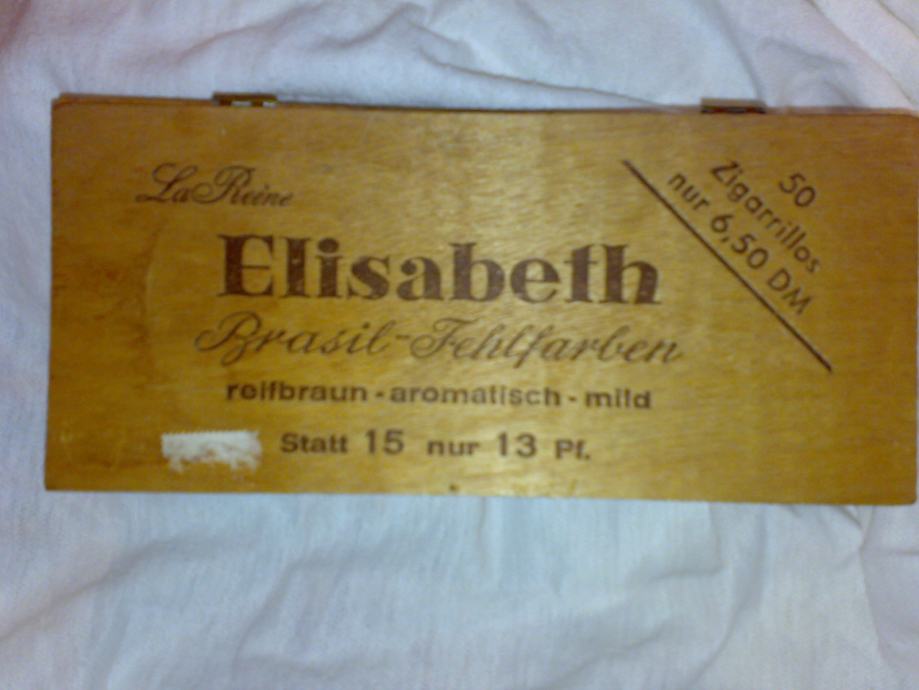 La Reine
Elisabeth
Brasil-Fehlfarben
reifbraun - aromatisch - mild
Statt 15 nur 13 Pf.
50
Zigarrillos
nur 6,50 DM